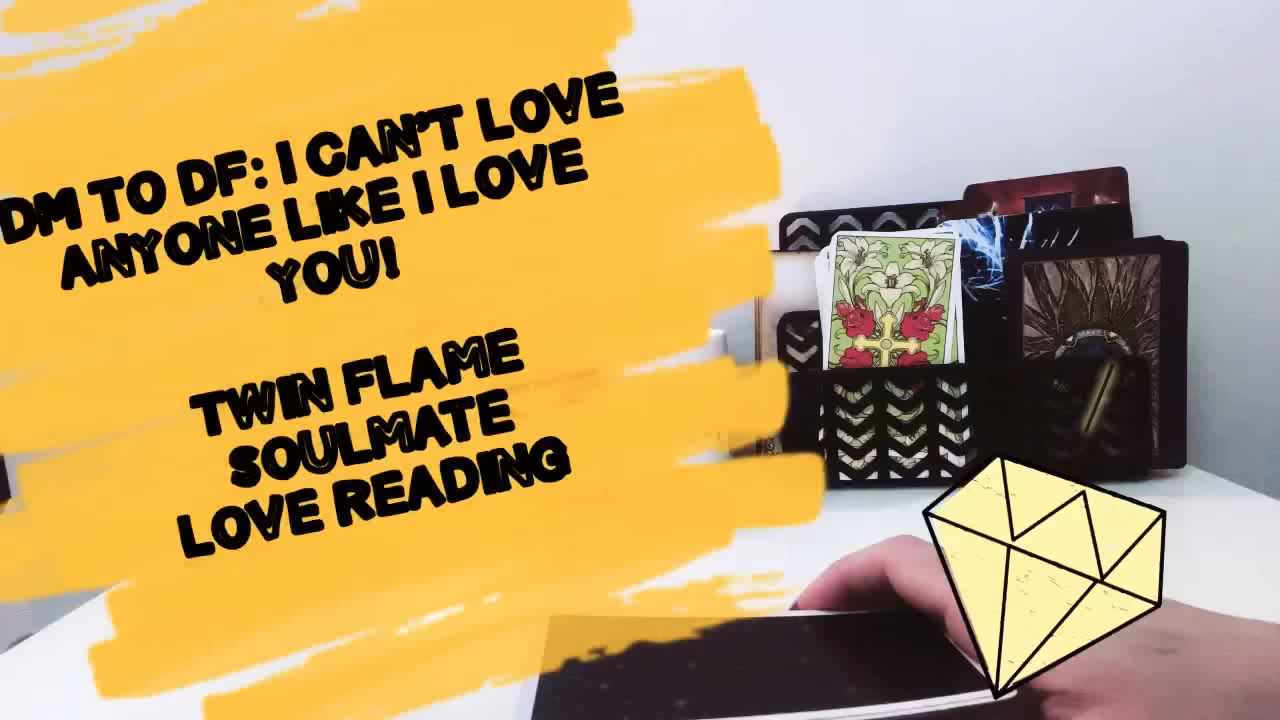 DM TO DF: I CAN'T LOVE
ANYONE LIKE I LOVE
YOU!
TWIN FLAME
SOULMATE
LOVE READING